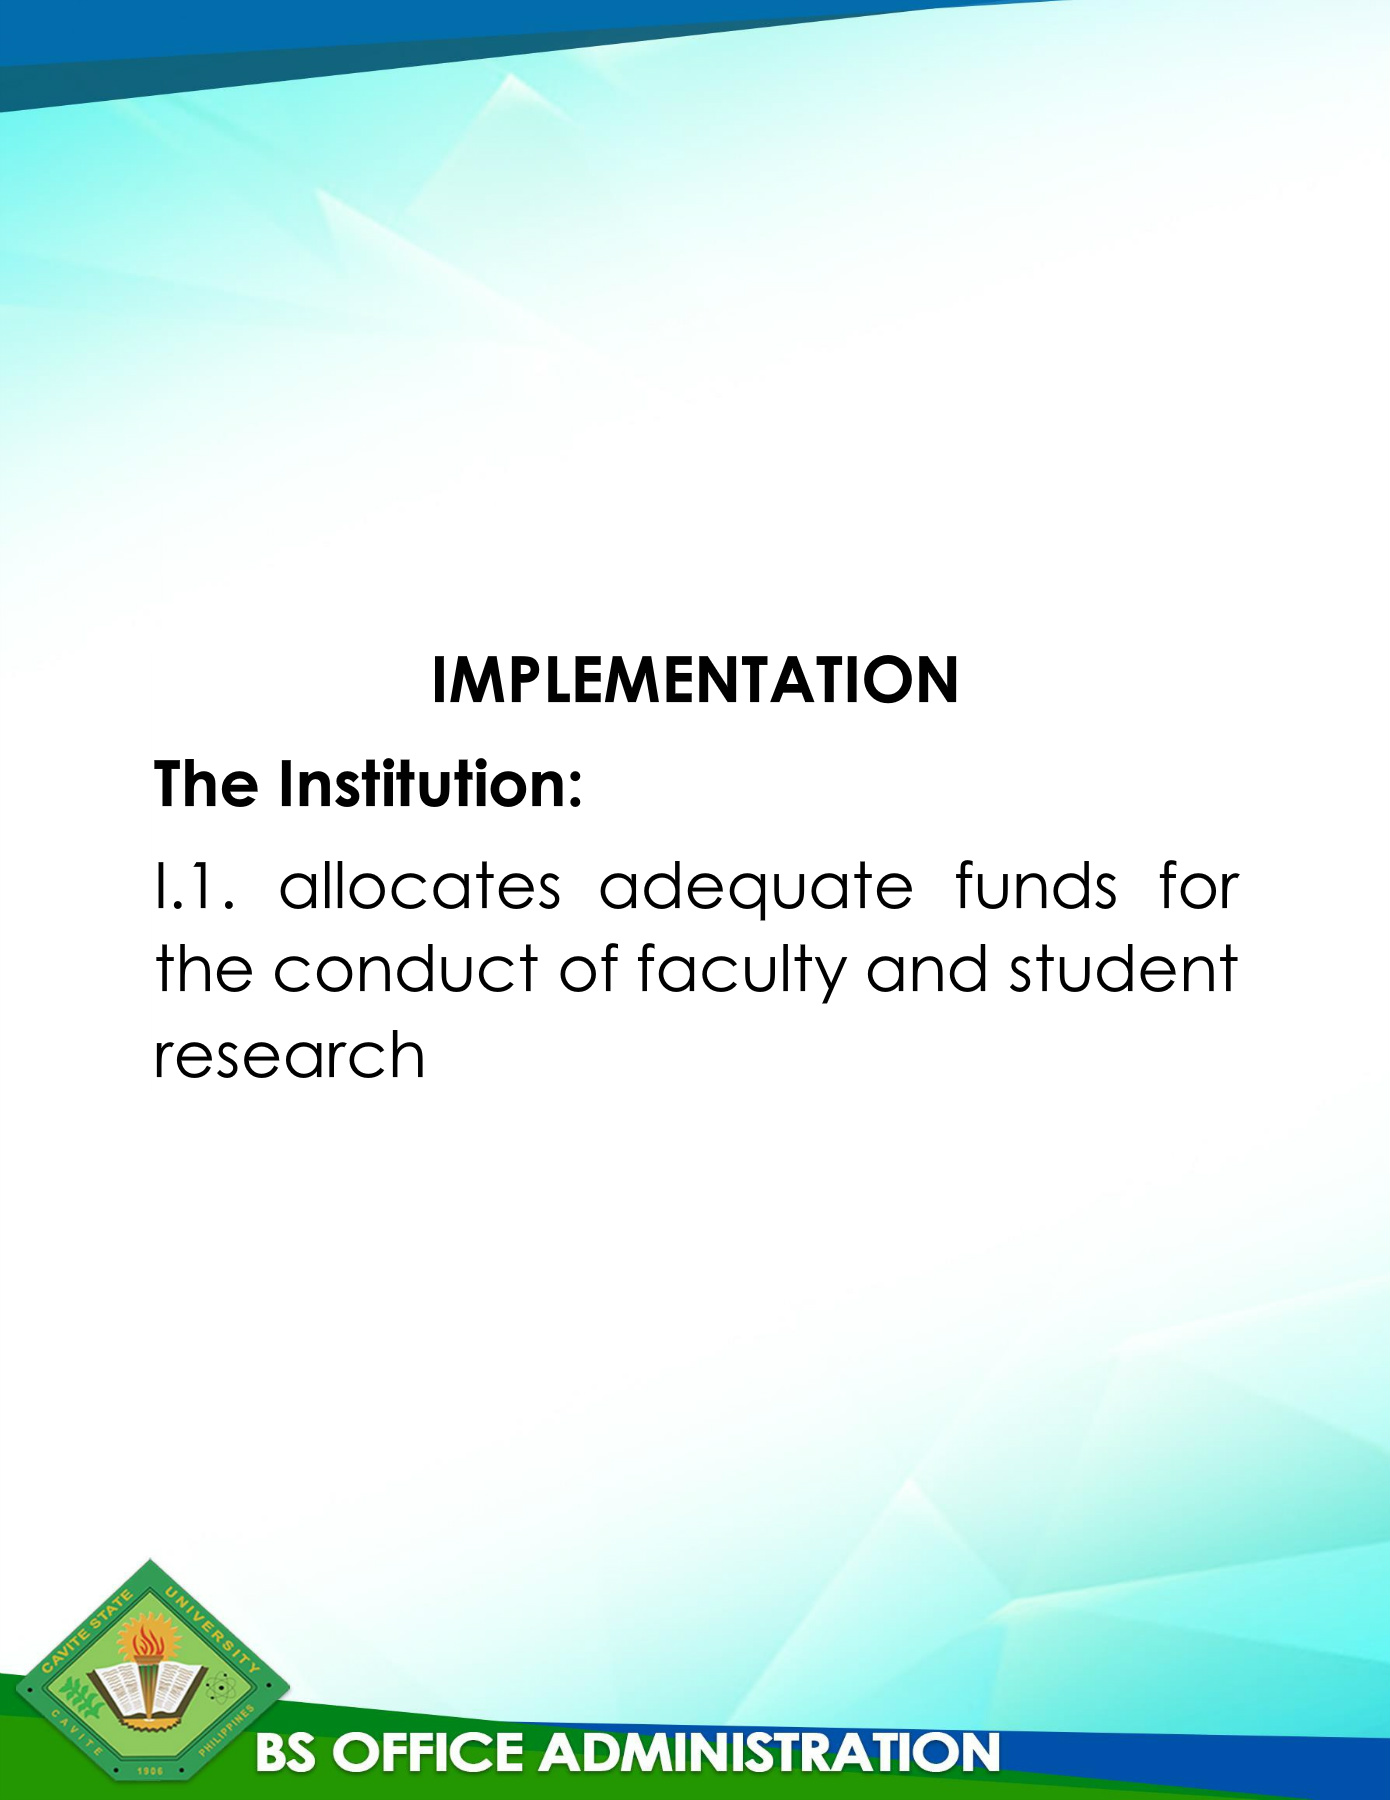 IMPLEMENTATION
The Institution:
I.1. allocates adequate funds for
the conduct of faculty and student
research
CAVITE STATE UNIVERSITY
CAVITE PHILIPPINES
1906
BS OFFICE ADMINISTRATION